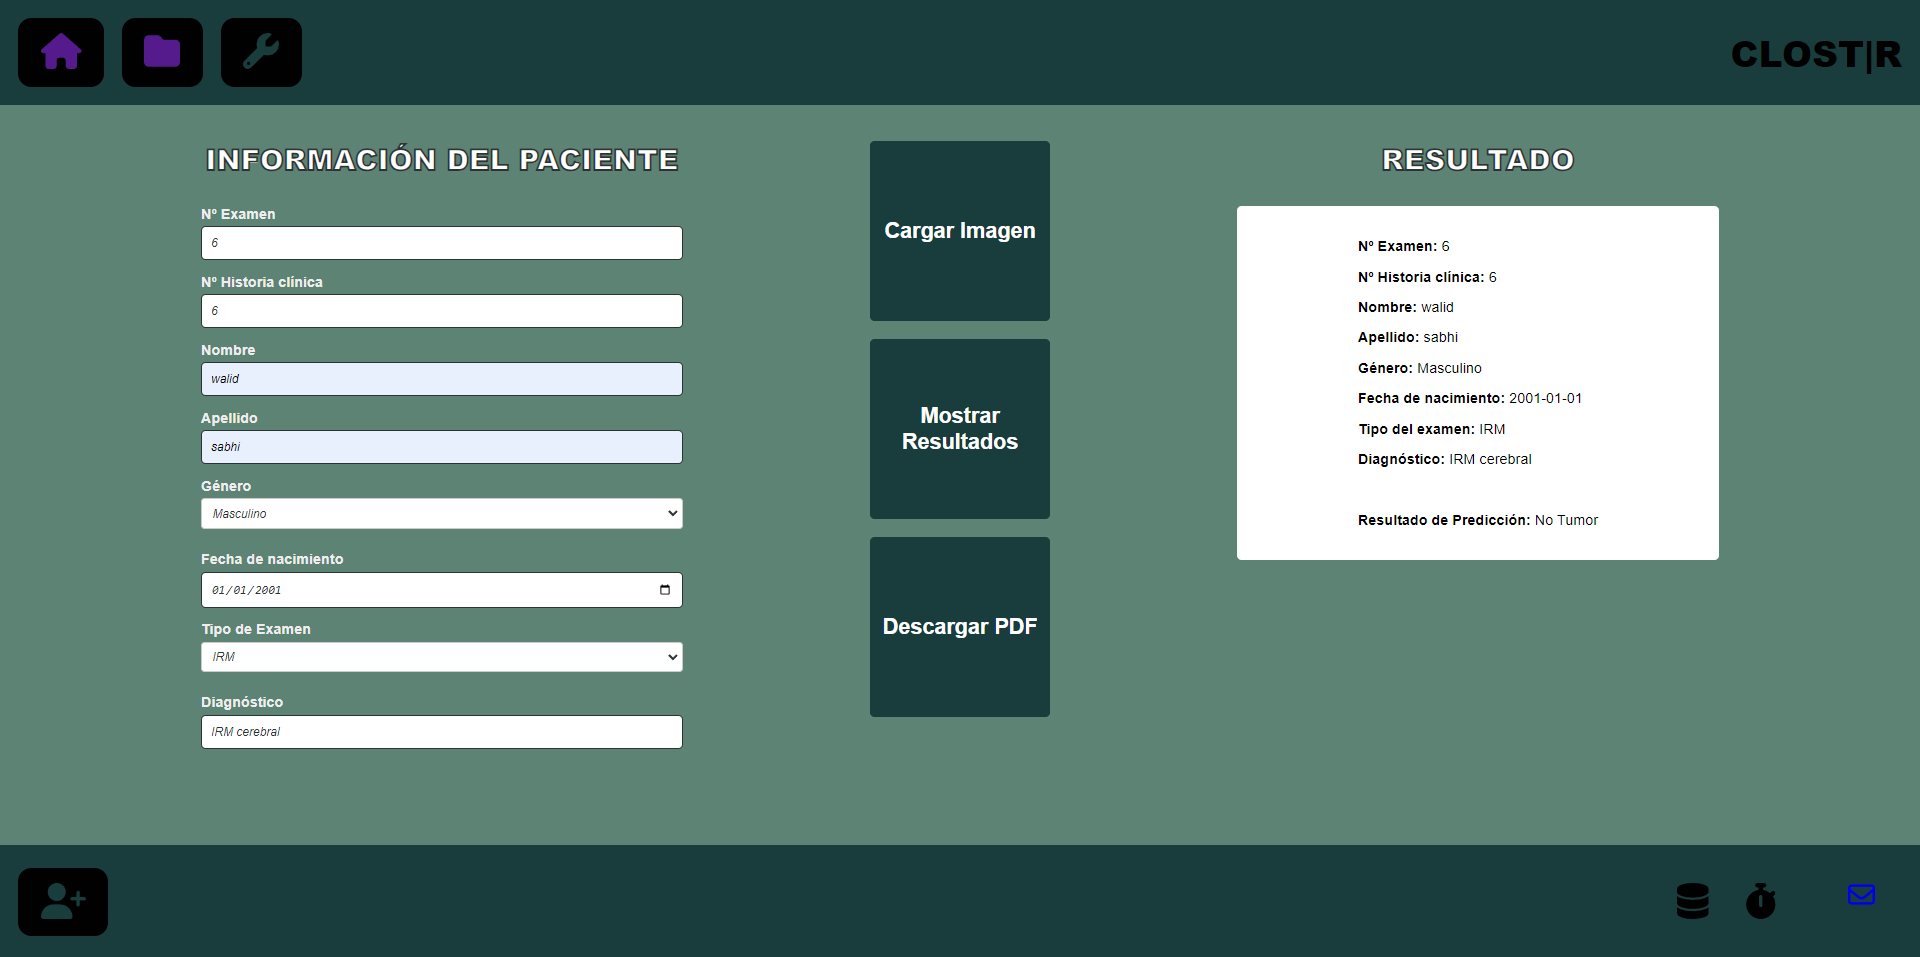 CLOST|R
INFORMACIÓN DEL PACIENTE
Nº Examen
6
Nº Historia clínica
6
Nombre
walid
Apellido
sabhi
Género
Masculino
Fecha de nacimiento
01/01/2001
Tipo de Examen
IRM
Diagnóstico
IRM cerebral
Cargar Imagen
Mostrar
Resultados
Descargar PDF
RESULTADO
Nº Examen: 6
Nº Historia clínica: 6
Nombre: walid
Apellido: sabhi
Género: Masculino
Fecha de nacimiento: 2001-01-01
Tipo del examen: IRM
Diagnóstico: IRM cerebral
Resultado de Predicción: No Tumor